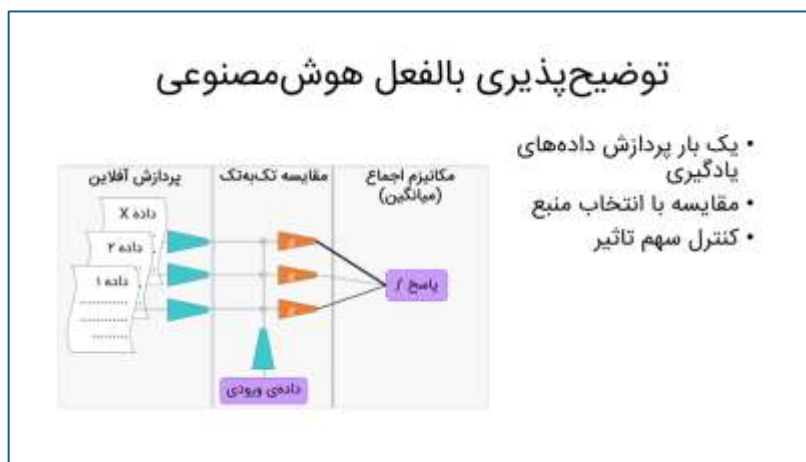 توضیح‌پذیری بالفعل هوش‌مصنوعی
• یک بار پردازش داده‌های
یادگیری
• مقایسه با انتخاب منبع
• کنترل سهم تاثیر
پردازش آفلاین
مقایسه تک‌به‌تک
مکانیزم اجماع
(میانگین)
داده X
داده ۲
داده ۱
پاسخ /
داده‌ی ورودی